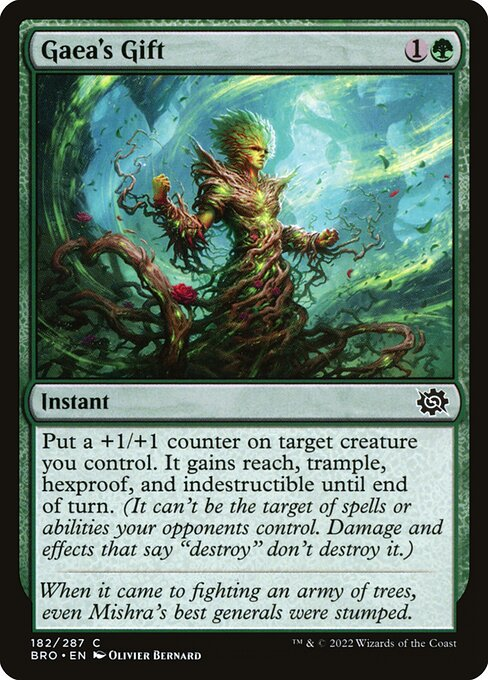 Gaea's Gift 1
Instant
Put a +1/+1 counter on target creature
you control. It gains reach, trample,
hexproof, and indestructible until end
of turn. (It can't be the target of spells or
abilities your opponents control. Damage and
effects that say "destroy" don't destroy it.)
When it came to fighting an army of trees,
even Mishra's best generals were stumped.
182/287 C
BRO • EN Olivier Bernard
™ & © 2022 Wizards of the Coast